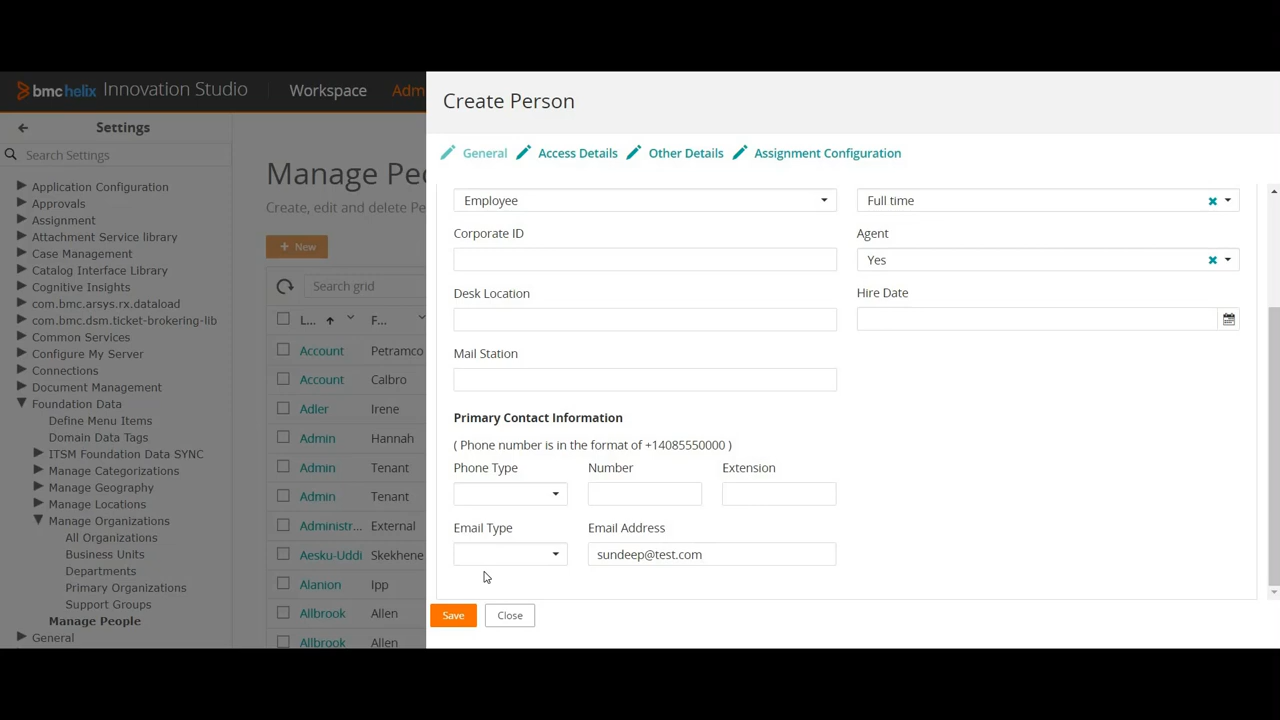 bmc helix Innovation Studio
Workspace
Adm
Settings
Search Settings
Application Configuration
Approvals
Assignment
Attachment Service library
Case Management
Catalog Interface Library
Cognitive Insights
com.bmc.arsys.rx.dataload
com.bmc.dsm.ticket-brokering-lib
Common Services
Configure My Server
Connections
Document Management
Foundation Data
Define Menu Items
Domain Data Tags
ITSM Foundation Data SYNC
Manage Categorizations
Manage Geography
Manage Locations
Manage Organizations
All Organizations
Business Units
Departments
Primary Organizations
Support Groups
Manage People
General
Manage Peo
Create, edit and delete Pe
+ New
Search grid
L... F...
Account Petramco
Account Calbro
Adler Irene
Admin Hannah
Admin Tenant
Admin Tenant
Administr... External
Aesku-Uddi Skekhene
Alanion Ipp
Allbrook Allen
Allbrook Allen
Create Person
General Access Details Other Details Assignment Configuration
Employee
Full time
Corporate ID
Agent
Yes
Desk Location
Hire Date
Mail Station
Primary Contact Information
( Phone number is in the format of +14085550000 )
Phone Type Number Extension
Email Type Email Address
sundeep@test.com
Save Close